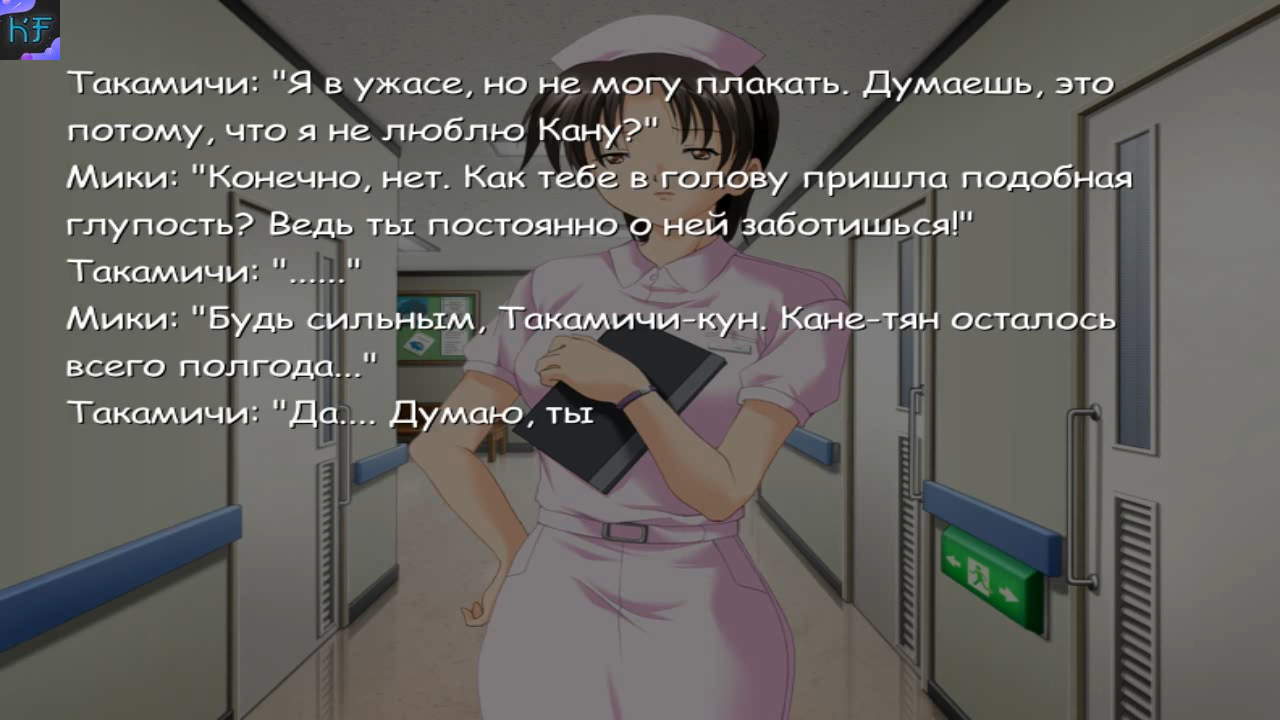 KF
Такамичи: "Я в ужасе, но не могу плакать. Думаешь, это
потому, что я не люблю Кану?"
Мики: "Конечно, нет. Как тебе в голову пришла подобная
глупость? Ведь ты постоянно о ней заботишься!"
Такамичи: "......"
Мики: "Будь сильным, Такамичи-кун. Кане-тян осталось
всего полгода..."
Такамичи: "Да.... Думаю, ты